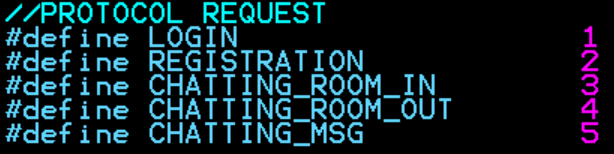 //PROTOCOL REQUEST
#define LOGIN 1
#define REGISTRATION 2
#define CHATTING_ROOM_IN 3
#define CHATTING_ROOM_OUT 4
#define CHATTING_MSG 5